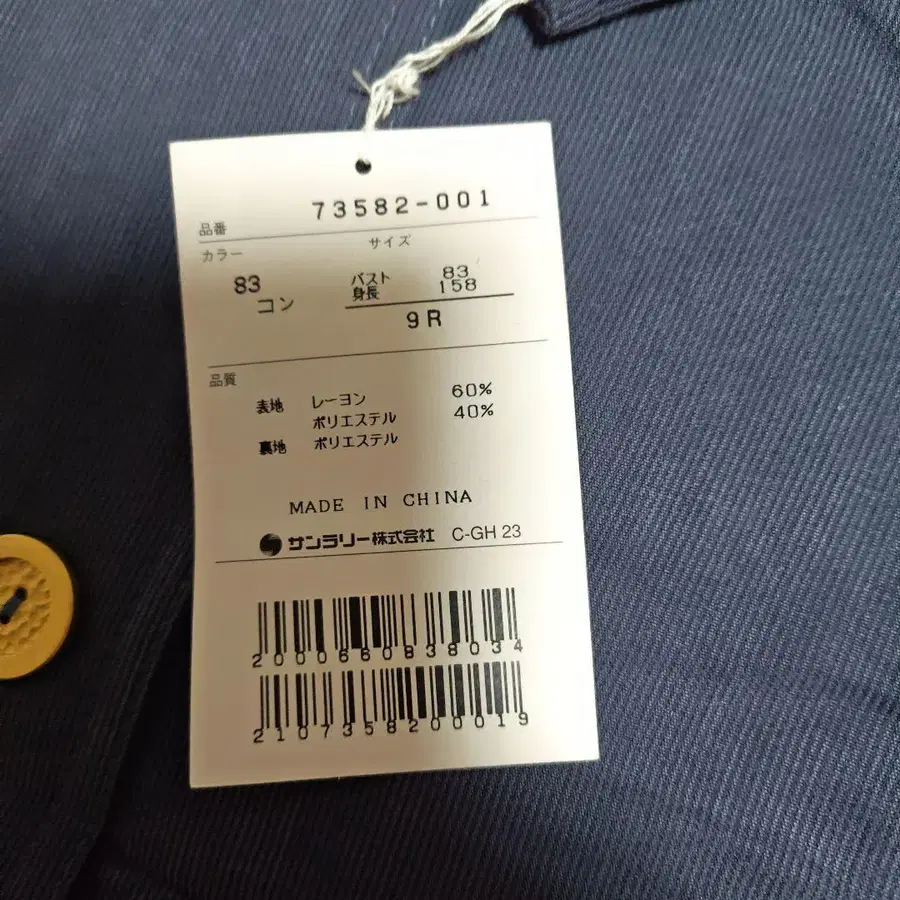 品番 73582-001
カラー サイズ
83 バスト 83
コン 身長 158
9R
品質
表地 レーヨン 60%
ポリエステル 40%
裏地 ポリエステル
MADE IN CHINA
サンラリー株式会社 C-GH 23
2000660838034
2107358200019